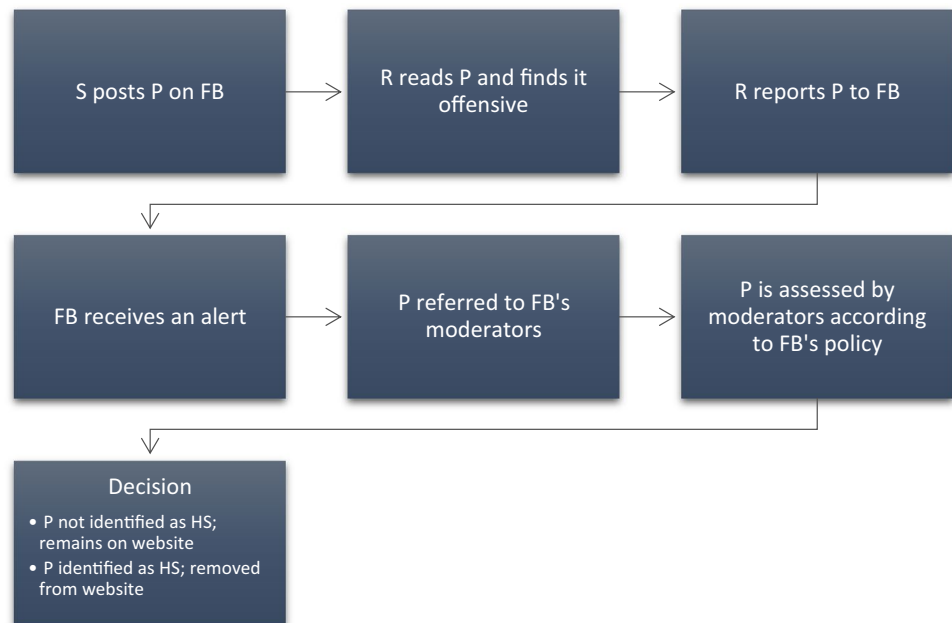 S posts P on FB
R reads P and finds it
offensive
R reports P to FB
FB receives an alert
P referred to FB's
moderators
P is assessed by
moderators according
to FB's policy
Decision
• P not identified as HS;
remains on website
• P identified as HS; removed
from website